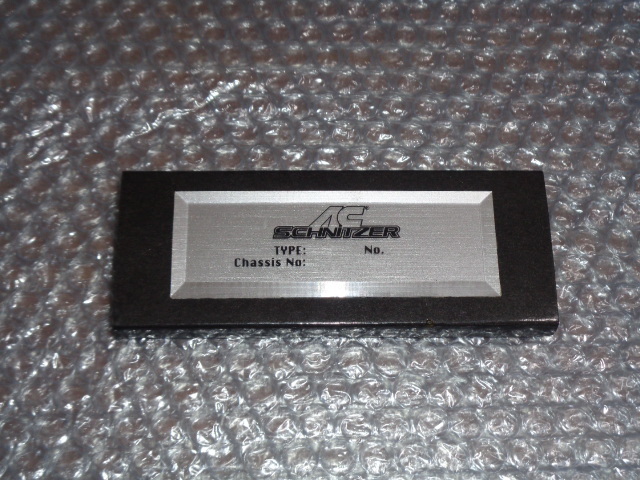 AC
SCHNITZER
TYPE: No.
Chassis No: